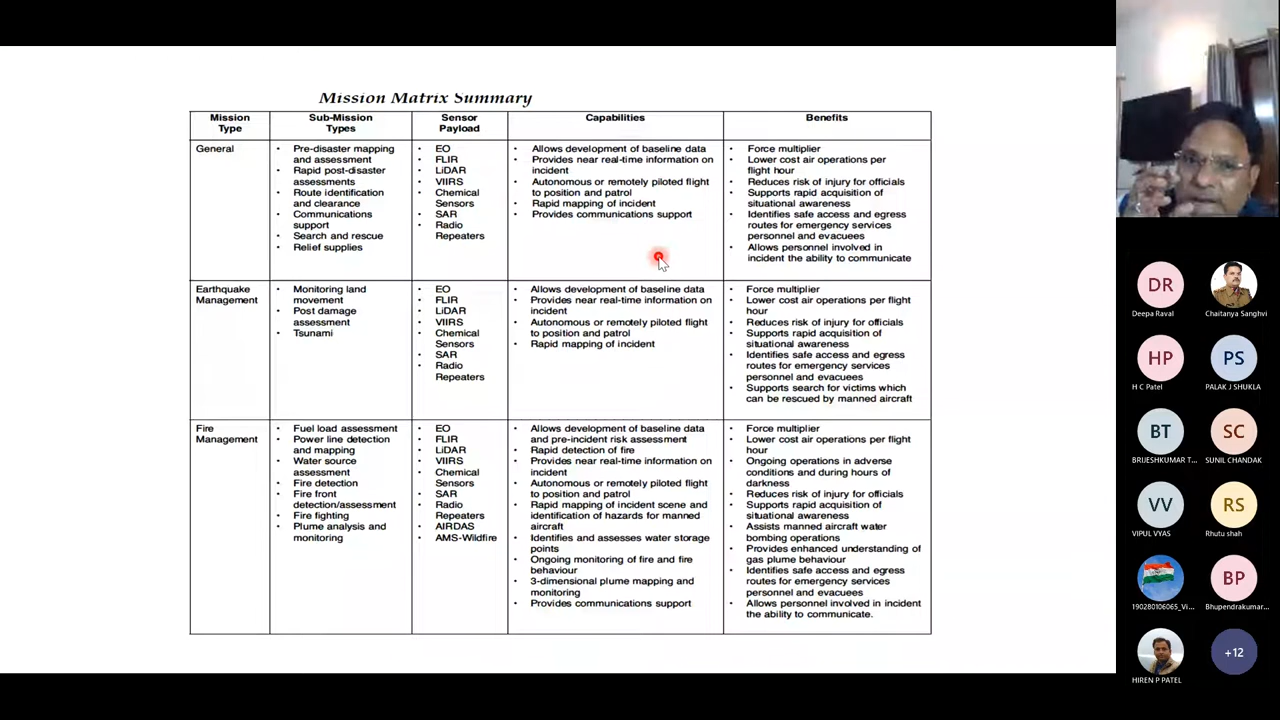 Mission Matrix Summary
Mission Type
Sub-Mission Types
Sensor Payload
Capabilities
Benefits
General
• Pre-disaster mapping
and assessment
• Rapid post-disaster
assessments
• Route identification
and clearance
• Communications
support
• Search and rescue
• Relief supplies
• EO
• FLIR
• LiDAR
• VIIRS
• Chemical
Sensors
• SAR
• Radio
Repeaters
• Allows development of baseline data
• Provides near real-time information on
incident
• Autonomous or remotely piloted flight
to position and patrol
• Rapid mapping of incident
• Provides communications support
• Force multiplier
• Lower cost air operations per
flight hour
• Reduces risk of injury for officials
• Supports rapid acquisition of
situational awareness
• Identifies safe access and egress
routes for emergency services
personnel and evacuees
• Allows personnel involved in
incident the ability to communicate
Earthquake
Management
• Monitoring land
movement
• Post damage
assessment
• Tsunami
• EO
• FLIR
• LiDAR
• VIIRS
• Chemical
Sensors
• SAR
• Radio
Repeaters
• Allows development of baseline data
• Provides near real-time information on
incident
• Autonomous or remotely piloted flight
to position and patrol
• Rapid mapping of incident
• Force multiplier
• Lower cost air operations per flight
hour
• Reduces risk of injury for officials
• Supports rapid acquisition of
situational awareness
• Identifies safe access and egress
routes for emergency services
personnel and evacuees
• Supports search for victims which
can be rescued by manned aircraft
Fire
Management
• Fuel load assessment
• Power line detection
and mapping
• Water source
assessment
• Fire detection
• Fire front
detection/assessment
• Fire fighting
• Plume analysis and
monitoring
• EO
• FLIR
• LiDAR
• VIIRS
• Chemical
Sensors
• SAR
• Radio
Repeaters
• AIRDAS
• AMS-Wildfire
• Allows development of baseline data
and pre-incident risk assessment
• Rapid detection of fire
• Provides near real-time information on
incident
• Autonomous or remotely piloted flight
to position and patrol
• Rapid mapping of incident scene and
identification of hazards for manned
aircraft
• Identifies and assesses water storage
points
• Ongoing monitoring of fire and fire
behaviour
• 3-dimensional plume mapping and
monitoring
• Provides communications support
• Force multiplier
• Lower cost air operations per flight
hour
• Ongoing operations in adverse
conditions and during hours of
darkness
• Reduces risk of injury for officials
• Supports rapid acquisition of
situational awareness
• Assists manned aircraft water
bombing operations
• Provides enhanced understanding of
gas plume behaviour
• Identifies safe access and egress
routes for emergency services
personnel and evacuees
• Allows personnel involved in incident
the ability to communicate.
DR
Deepa Raval
Chaitanya Sanghvi
HP
H C Patel
PS
PALAK J SHUKLA
BT
BRIJESHKUMAR T...
SC
SUNIL CHANDAK
VV
VIPUL VYAS
RS
Rhutu shah
190280106065_Vi...
BP
Bhupendrakumar...
HIREN P PATEL
+12